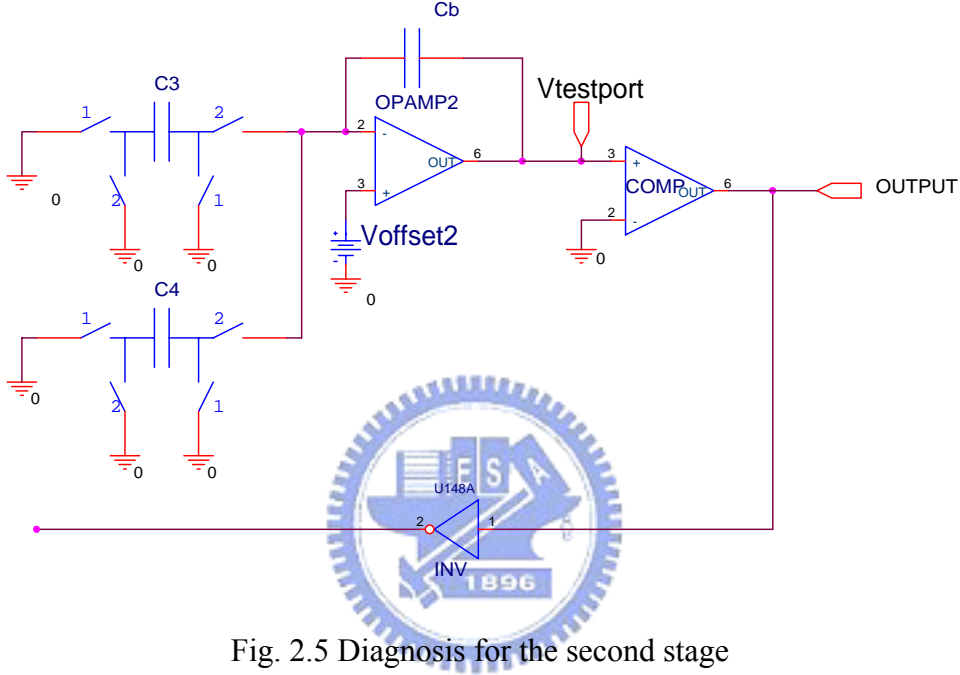 Cb
C3
OPAMP2
Vtestport
1
2
2
-
OUT
6
3
+
3
+
COMP
OUT
6
2
-
OUTPUT
0
2
1
0
0
+
-
Voffset2
0
0
C4
1
2
0
2
1
0
0
U148A
2
1
INV
ESA
1896
Fig. 2.5 Diagnosis for the second stage